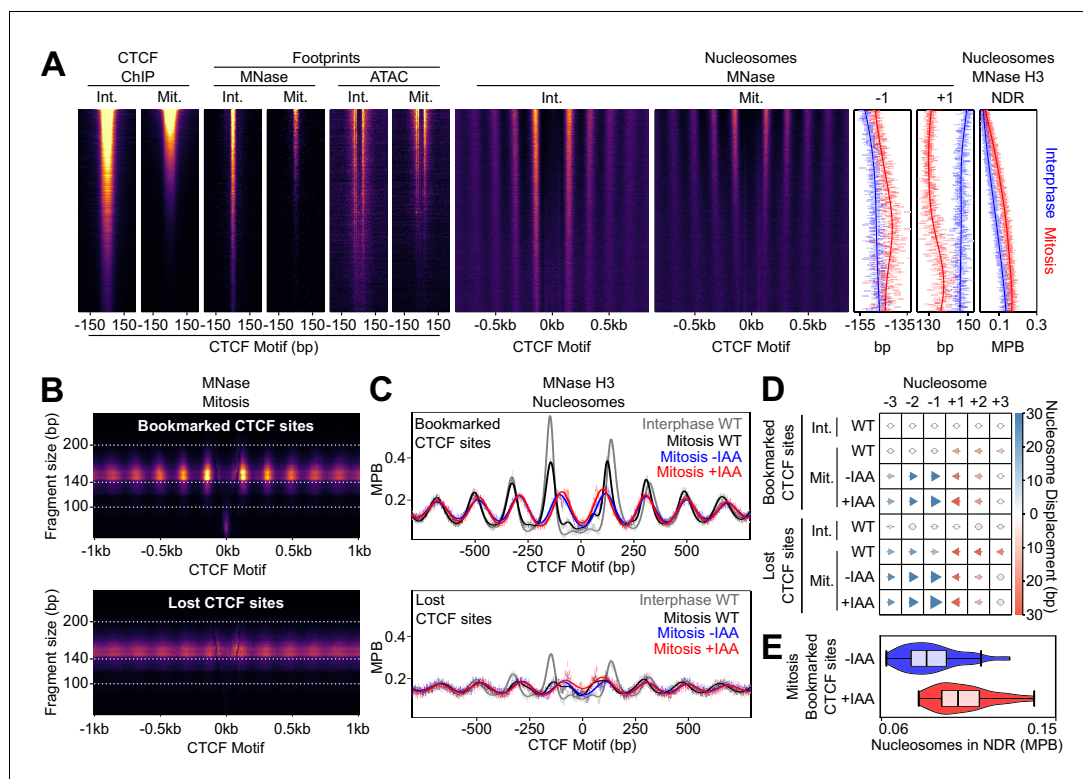 A
CTCF ChIP
Footprints
MNase
ATAC
Nucleosomes MNase
Nucleosomes MNase H3
Int.
Mit.
Int.
Mit.
Int.
Mit.
Int.
Mit.
-1
+1
NDR
Interphase
Mitosis
-150 150
-150 150
-150 150
-150 150
-150 150
-150 150
-0.5kb 0kb 0.5kb
-0.5kb 0kb 0.5kb
-155 -135
130 150
0.1 0.3
CTCF Motif (bp)
CTCF Motif
CTCF Motif
bp
bp
MPB
B
MNase
Mitosis
Bookmarked CTCF sites
Fragment size (bp)
200
140
100
-1kb -0.5kb 0kb 0.5kb 1kb
CTCF Motif
Lost CTCF sites
Fragment size (bp)
200
140
100
-1kb -0.5kb 0kb 0.5kb 1kb
CTCF Motif
C
MNase H3
Nucleosomes
Bookmarked
CTCF sites
Interphase WT
Mitosis WT
Mitosis -IAA
Mitosis +IAA
MPB
0.4
0.2
-500 -250 0 250 500
CTCF Motif (bp)
Lost
CTCF sites
Interphase WT
Mitosis WT
Mitosis -IAA
Mitosis +IAA
MPB
0.4
0.2
-500 -250 0 250 500
CTCF Motif (bp)
D
Nucleosome
-3 -2 -1 +1 +2 +3
Bookmarked
CTCF sites
Int.
WT
Mit.
WT
-IAA
+IAA
Lost
CTCF sites
Int.
WT
Mit.
WT
-IAA
+IAA
30
20
10
0
10
20
30
Nucleosome Displacement (bp)
E
Mitosis
Bookmarked
CTCF sites
-IAA
+IAA
0.06 0.15
Nucleosomes in NDR (MPB)